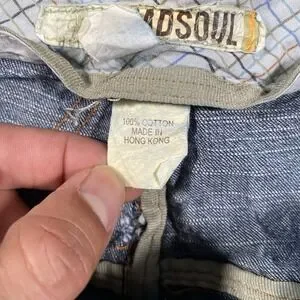 ADSOUL
100% COTTON
MADE IN
HONG KONG